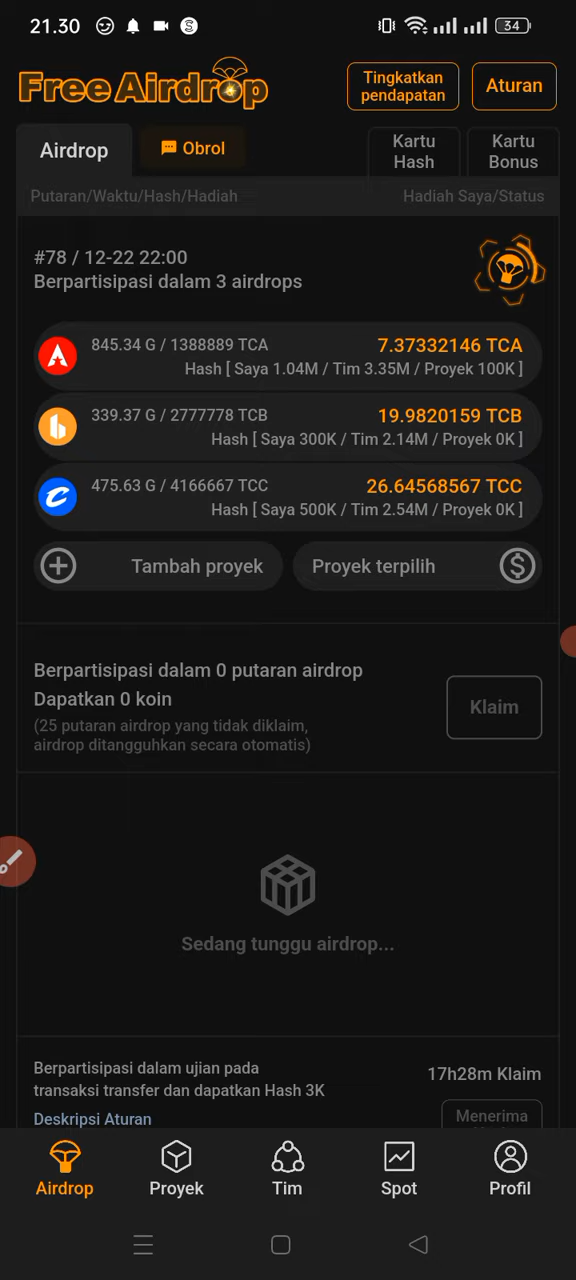 21.30
34
Free Airdrop
Tingkatkan pendapatan
Aturan
Airdrop
Obrol
Kartu Hash
Kartu Bonus
Putaran/Waktu/Hash/Hadiah
Hadiah Saya/Status
#78 / 12-22 22:00
Berpartisipasi dalam 3 airdrops
845.34 G / 1388889 TCA
7.37332146 TCA
Hash [ Saya 1.04M / Tim 3.35M / Proyek 100K ]
339.37 G / 2777778 TCB
19.9820159 TCB
Hash [ Saya 300K / Tim 2.14M / Proyek 0K ]
475.63 G / 4166667 TCC
26.64568567 TCC
Hash [ Saya 500K / Tim 2.54M / Proyek 0K ]
Tambah proyek
Proyek terpilih
Berpartisipasi dalam 0 putaran airdrop
Dapatkan 0 koin
(25 putaran airdrop yang tidak diklaim,
airdrop ditangguhkan secara otomatis)
Klaim
Sedang tunggu airdrop...
Berpartisipasi dalam ujian pada
transaksi transfer dan dapatkan Hash 3K
17h28m Klaim
Deskripsi Aturan
Menerima
Airdrop
Proyek
Tim
Spot
Profil